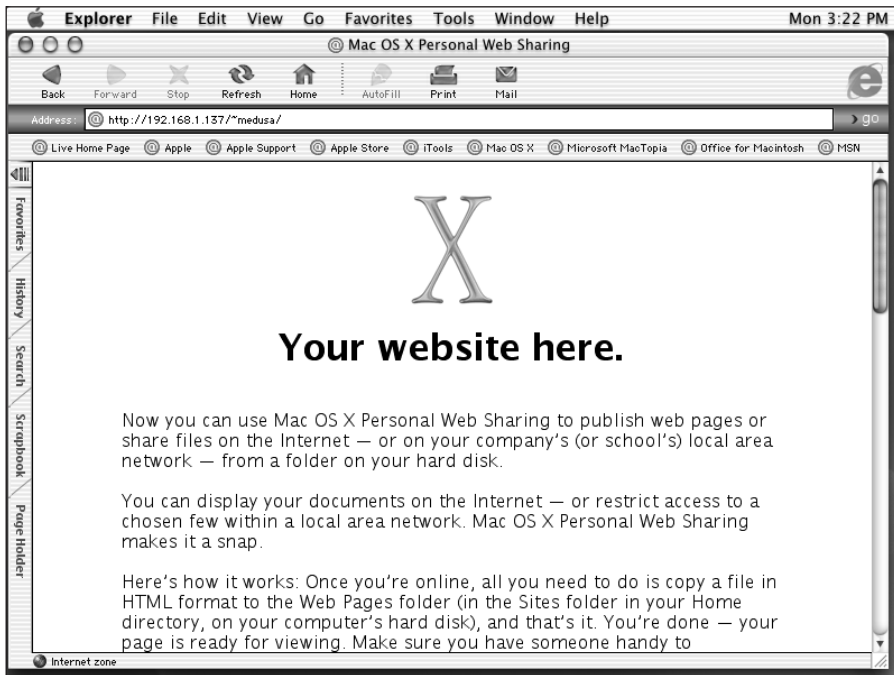 Explorer File Edit View Go Favorites Tools Window Help Mon 3:22 PM
@ Mac OS X Personal Web Sharing
Back Forward Stop Refresh Home AutoFill Print Mail
Address: @ http://192.168.1.137/~medusa/ go
@ Live Home Page @ Apple @ Apple Support @ Apple Store @ iTools @ Mac OS X @ Microsoft MacTopia @ Office for Macintosh @ MSN
Favorites
History
Search
Scrapbook
Page Holder
X
Your website here.
Now you can use Mac OS X Personal Web Sharing to publish web pages or
share files on the Internet — or on your company's (or school's) local area
network — from a folder on your hard disk.
You can display your documents on the Internet — or restrict access to a
chosen few within a local area network. Mac OS X Personal Web Sharing
makes it a snap.
Here's how it works: Once you're online, all you need to do is copy a file in
HTML format to the Web Pages folder (in the Sites folder in your Home
directory, on your computer's hard disk), and that's it. You're done — your
page is ready for viewing. Make sure you have someone handy to
Internet zone